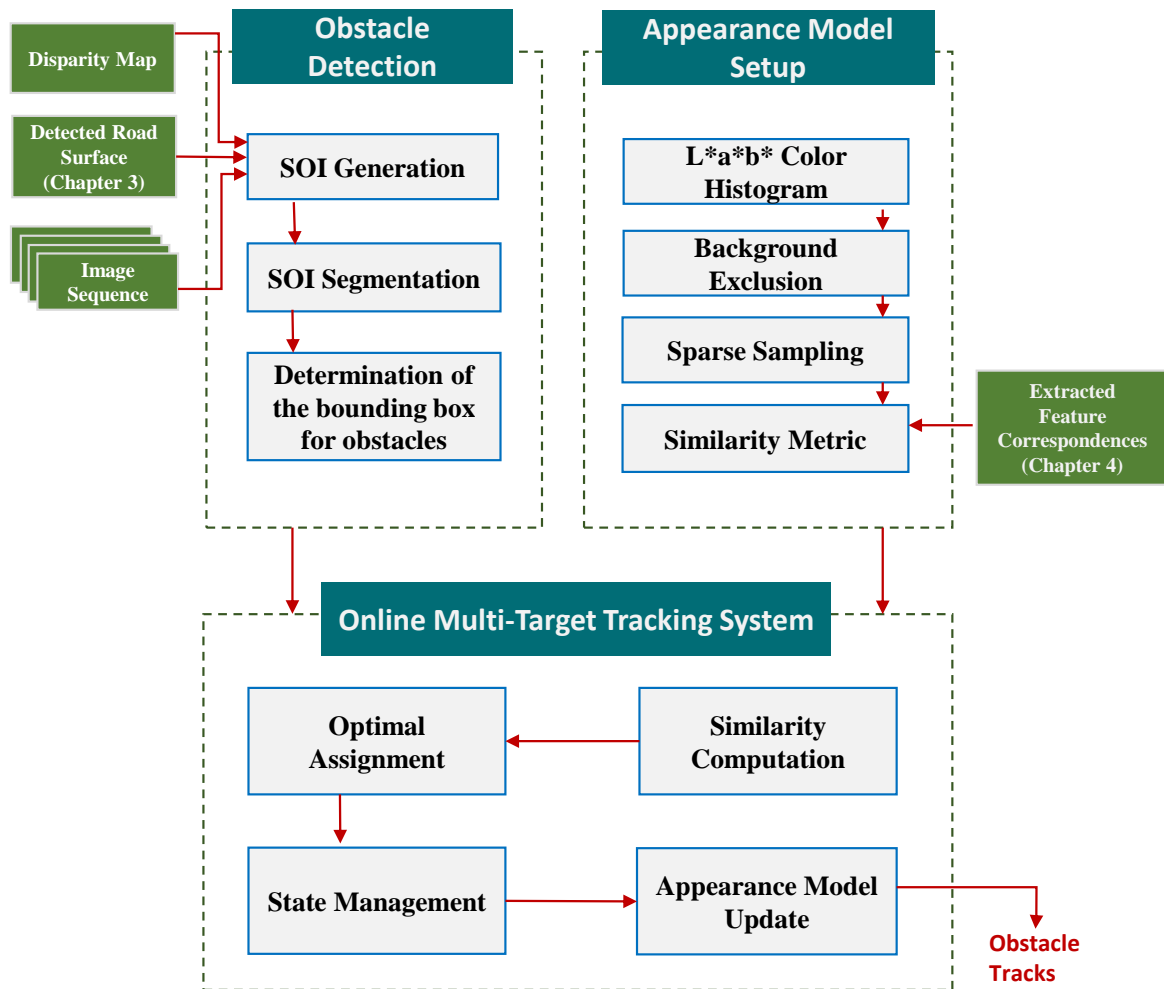 Obstacle
Detection
Appearance Model
Setup
Disparity Map
Detected Road
Surface
(Chapter 3)
Image
Sequence
SOI Generation
SOI Segmentation
Determination of
the bounding box
for obstacles
L*a*b* Color
Histogram
Background
Exclusion
Sparse Sampling
Similarity Metric
Extracted
Feature
Correspondences
(Chapter 4)
Online Multi-Target Tracking System
Optimal
Assignment
Similarity
Computation
State Management
Appearance Model
Update
Obstacle
Tracks